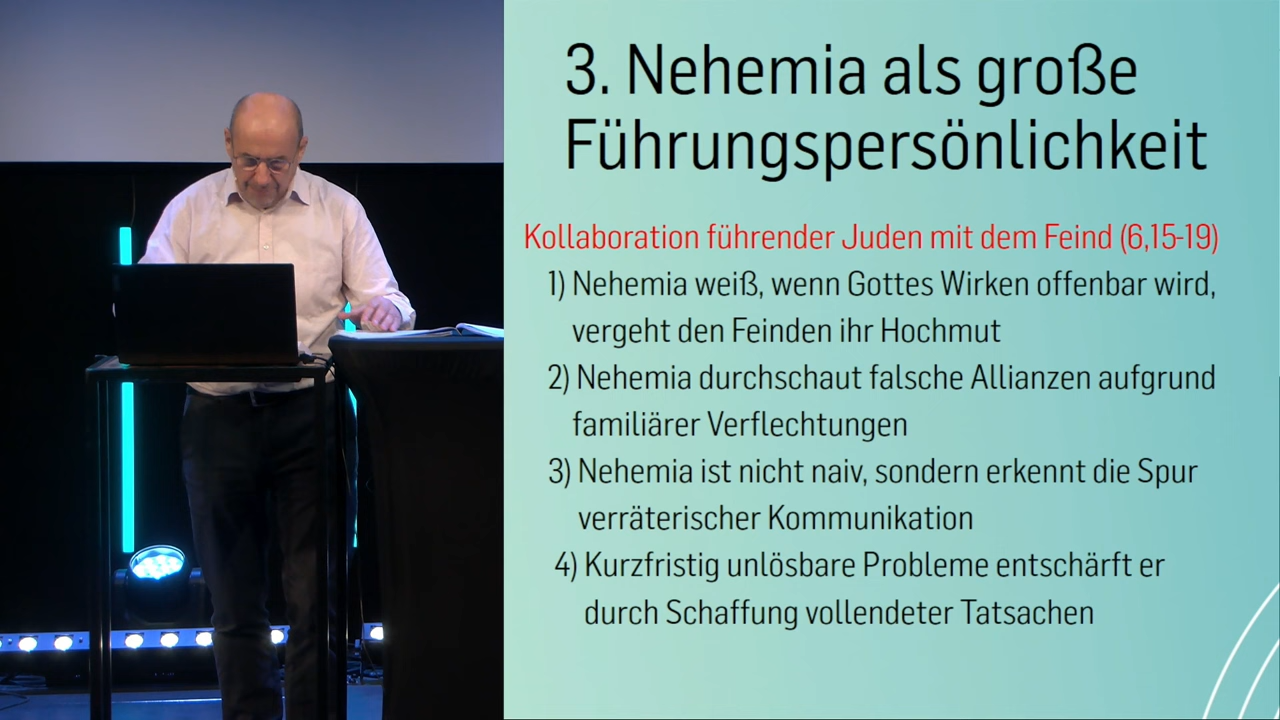 3. Nehemia als große
Führungspersönlichkeit
Kollaboration führender Juden mit dem Feind (6,15-19)
1) Nehemia weiß, wenn Gottes Wirken offenbar wird,
vergeht den Feinden ihr Hochmut
2) Nehemia durchschaut falsche Allianzen aufgrund
familiärer Verflechtungen
3) Nehemia ist nicht naiv, sondern erkennt die Spur
verräterischer Kommunikation
4) Kurzfristig unlösbare Probleme entschärft er
durch Schaffung vollendeter Tatsachen